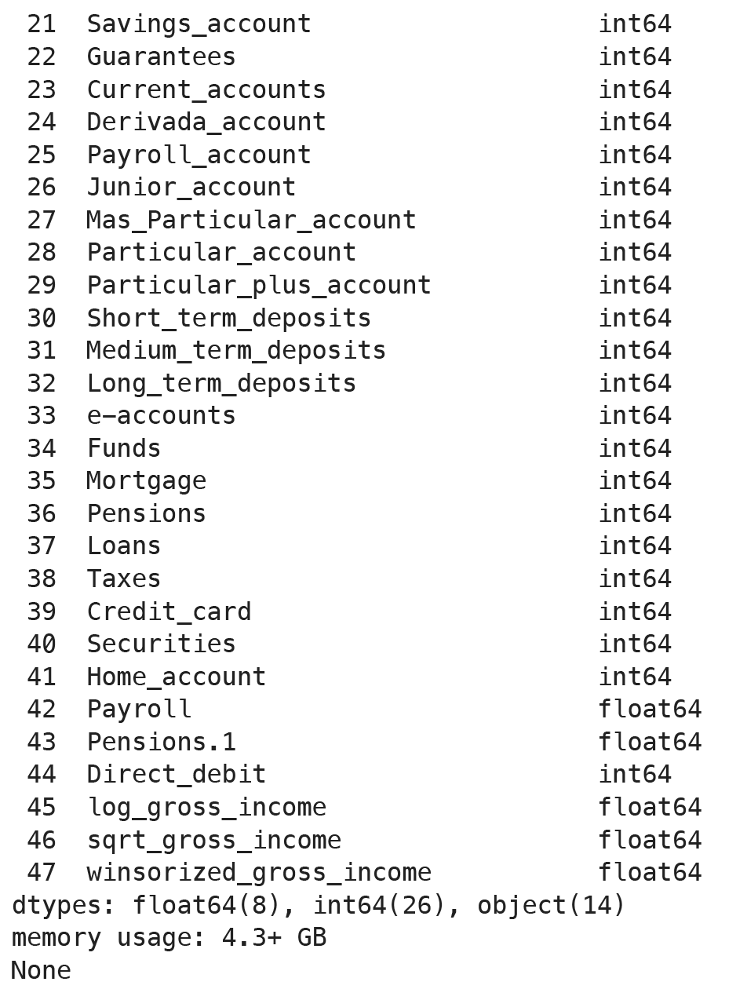 21 Savings_account int64
22 Guarantees int64
23 Current_accounts int64
24 Derivada_account int64
25 Payroll_account int64
26 Junior_account int64
27 Mas_Particular_account int64
28 Particular_account int64
29 Particular_plus_account int64
30 Short_term_deposits int64
31 Medium_term_deposits int64
32 Long_term_deposits int64
33 e-accounts int64
34 Funds int64
35 Mortgage int64
36 Pensions int64
37 Loans int64
38 Taxes int64
39 Credit_card int64
40 Securities int64
41 Home_account int64
42 Payroll float64
43 Pensions.1 float64
44 Direct_debit int64
45 log_gross_income float64
46 sqrt_gross_income float64
47 winsorized_gross_income float64
dtypes: float64(8), int64(26), object(14)
memory usage: 4.3+ GB
None